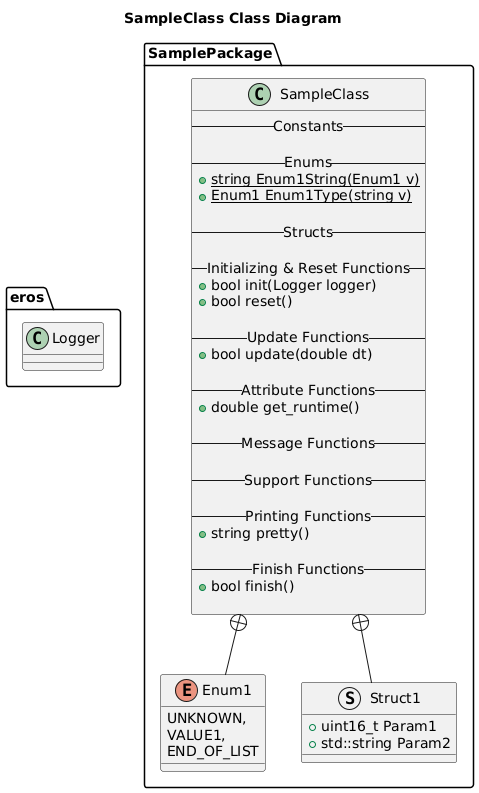 SampleClass Class Diagram
SamplePackage
C SampleClass
Constants
Enums
string Enum1String(Enum1 v)
Enum1 Enum1Type(string v)
Structs
Initializing & Reset Functions
bool init(Logger logger)
bool reset()
Update Functions
bool update(double dt)
Attribute Functions
double get_runtime()
Message Functions
Support Functions
Printing Functions
string pretty()
Finish Functions
bool finish()
eros
C Logger
E Enum1
UNKNOWN,
VALUE1,
END_OF_LIST
S Struct1
uint16_t Param1
std::string Param2